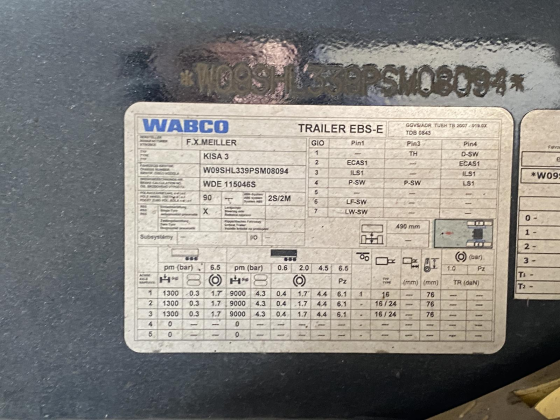 *W09SHL339PSM08094*
WABCO
TRAILER EBS-E
GGVS/ADR TUSH TB 2007 - 019.02
TDB 0843
F.X.MEILLER
TYP
KISA 3
W09SHL339PSM08094
WDE 115046S
90 2S/2M
X
Subsystems I/O
GIO Pin1 Pin3 Pin4
1 — TH D-SW
2 ECAS1 — ECAS1
3 ILS1 — ILS1
4 P-SW P-SW LS1
5 — — —
6 LF-SW — —
7 LW-SW — —
.490 mm
pm (bar) 6.5 pm (bar) 0.6 2.0 4.5 6.5 (bar)
1.0 Pz
Pz TYPE (mm) (mm) TR (daN)
1 1300 0.3 1.7 9000 4.3 0.4 1.7 4.4 6.1 1 16 — 76 — — —
2 1300 0.3 1.7 9000 4.3 0.4 1.7 4.4 6.1 — 16 / 24 — 76 — — —
3 1300 0.3 1.7 9000 4.3 0.4 1.7 4.4 6.1 — 16 / 24 — 76 — — —
4 0 — — 0 — — — — — — — — — — — —
5 0 — — 0 — — — — — — — — — — — —
*W09
0 -
1 -
2 -
3 -
T1 -
T2 -